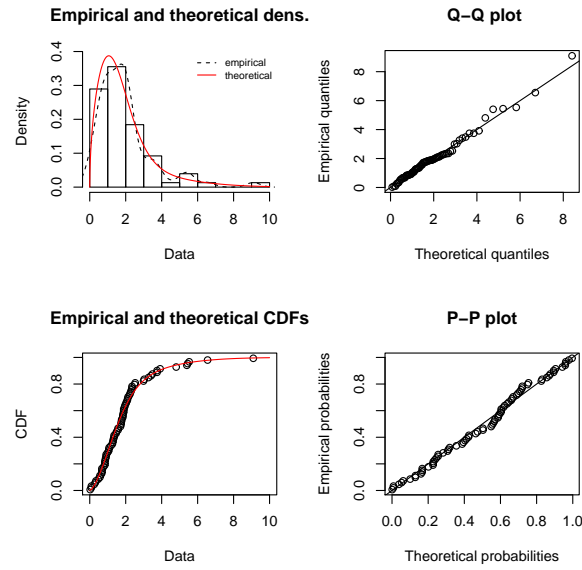 Empirical and theoretical dens.
Density
0.0 0.1 0.2 0.3 0.4
empirical
theoretical
0 2 4 6 8 10
Data
Q−Q plot
Empirical quantiles
0 2 4 6 8
0 2 4 6 8
Theoretical quantiles
Empirical and theoretical CDFs
CDF
0.0 0.4 0.8
0 2 4 6 8 10
Data
P−P plot
Empirical probabilities
0.0 0.4 0.8
0.0 0.2 0.4 0.6 0.8 1.0
Theoretical probabilities